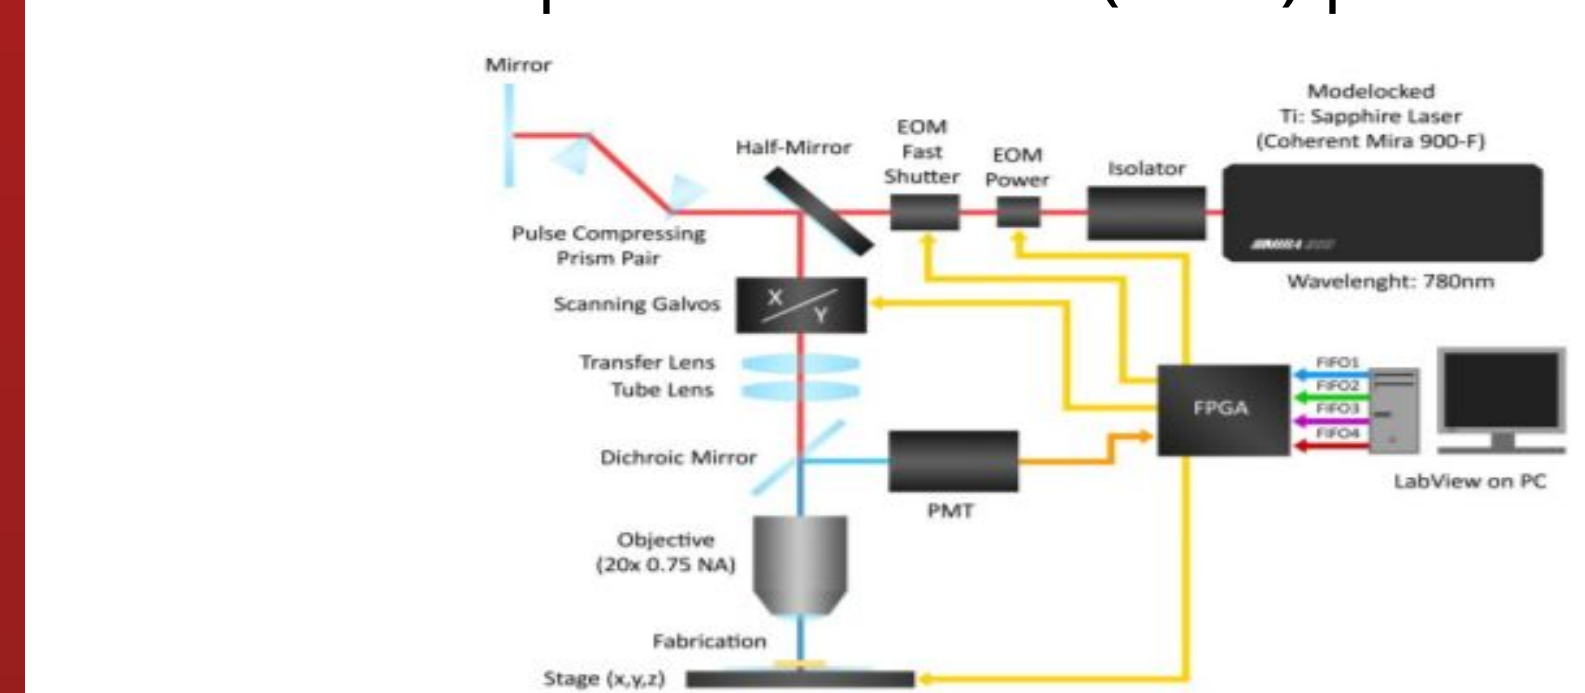 Mirror
Modelocked
Ti: Sapphire Laser
(Coherent Mira 900-F)
EOM
Fast
Shutter
EOM
Power
Half-Mirror
Isolator
Pulse Compressing
Prism Pair
Wavelenght: 780nm
Scanning Galvos
X
Y
Transfer Lens
Tube Lens
FPGA
FIFO1
FIFO2
FIFO3
FIFO4
Dichroic Mirror
LabView on PC
PMT
Objective
(20x 0.75 NA)
Fabrication
Stage (x,y,z)